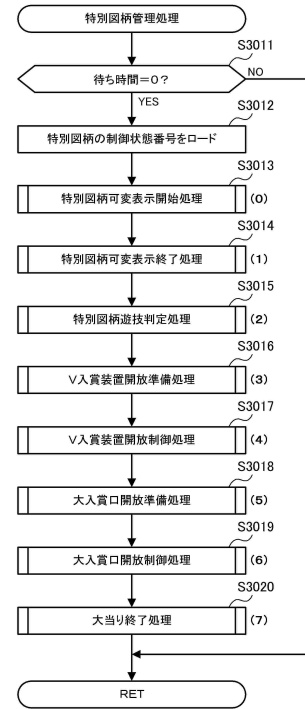 特別図柄管理処理
S3011
待ち時間=0? NO
YES
S3012
特別図柄の制御状態番号をロード
S3013
特別図柄可変表示開始処理 (0)
S3014
特別図柄可変表示終了処理 (1)
S3015
特別図柄遊技判定処理 (2)
S3016
V入賞装置開放準備処理 (3)
S3017
V入賞装置開放制御処理 (4)
S3018
大入賞口開放準備処理 (5)
S3019
大入賞口開放制御処理 (6)
S3020
大当り終了処理 (7)
RET